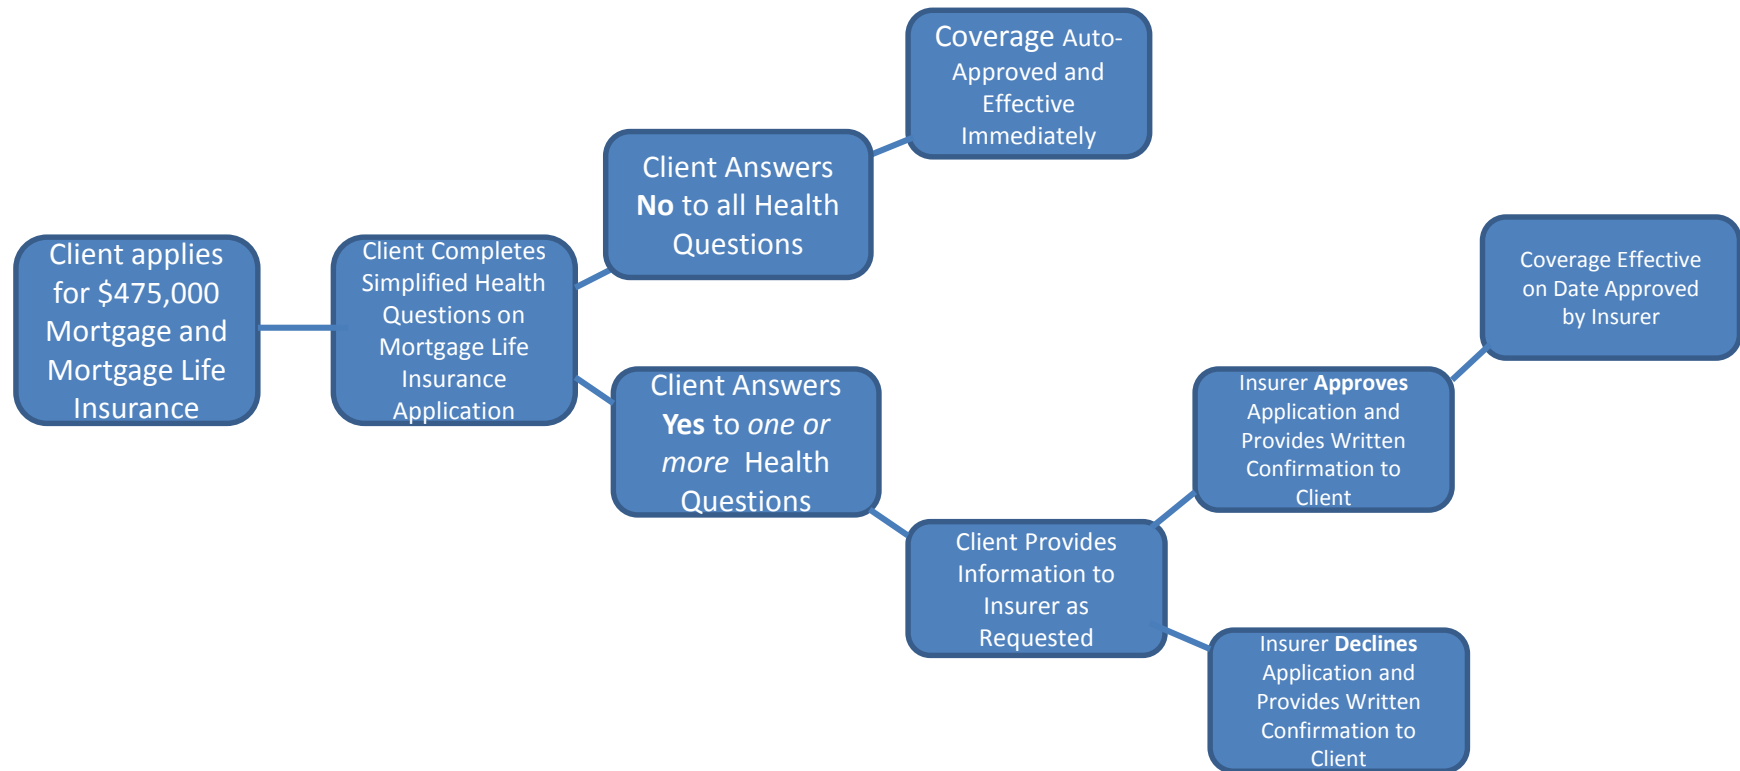 Client applies
for $475,000
Mortgage and
Mortgage Life
Insurance
Client Completes
Simplified Health
Questions on
Mortgage Life
Insurance
Application
Client Answers
No to all Health
Questions
Coverage Auto-
Approved and
Effective
Immediately
Client Answers
Yes to one or
more Health
Questions
Client Provides
Information to
Insurer as
Requested
Insurer Approves
Application and
Provides Written
Confirmation to
Client
Coverage Effective
on Date Approved
by Insurer
Insurer Declines
Application and
Provides Written
Confirmation to
Client